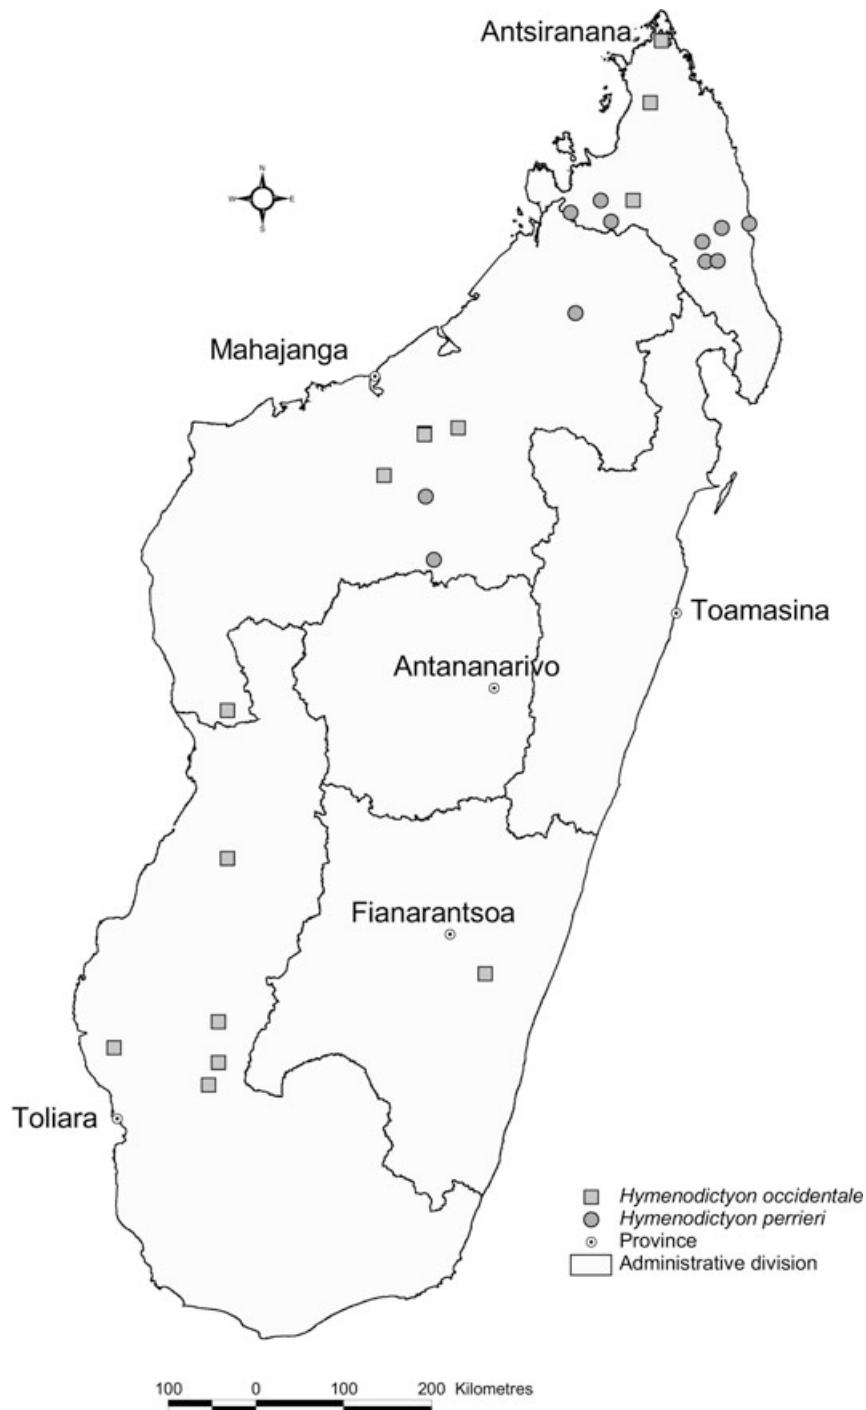 Antsiranana
N
W E
S
Mahajanga
Toamasina
Antananarivo
Fianarantsoa
Toliara
Hymenodictyon occidentale
Hymenodictyon perrieri
Province
Administrative division
100 0 100 200 Kilometres